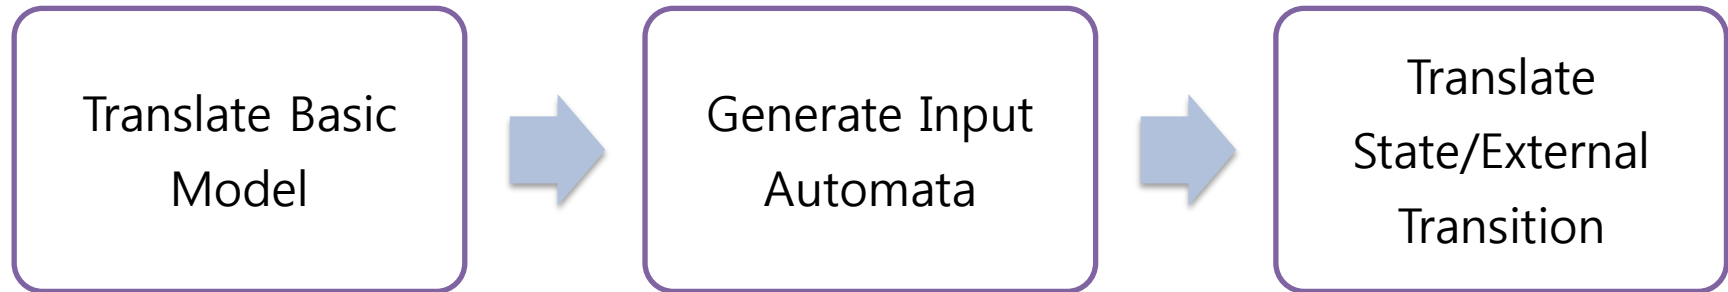 Translate Basic
Model
Generate Input
Automata
Translate
State/External
Transition